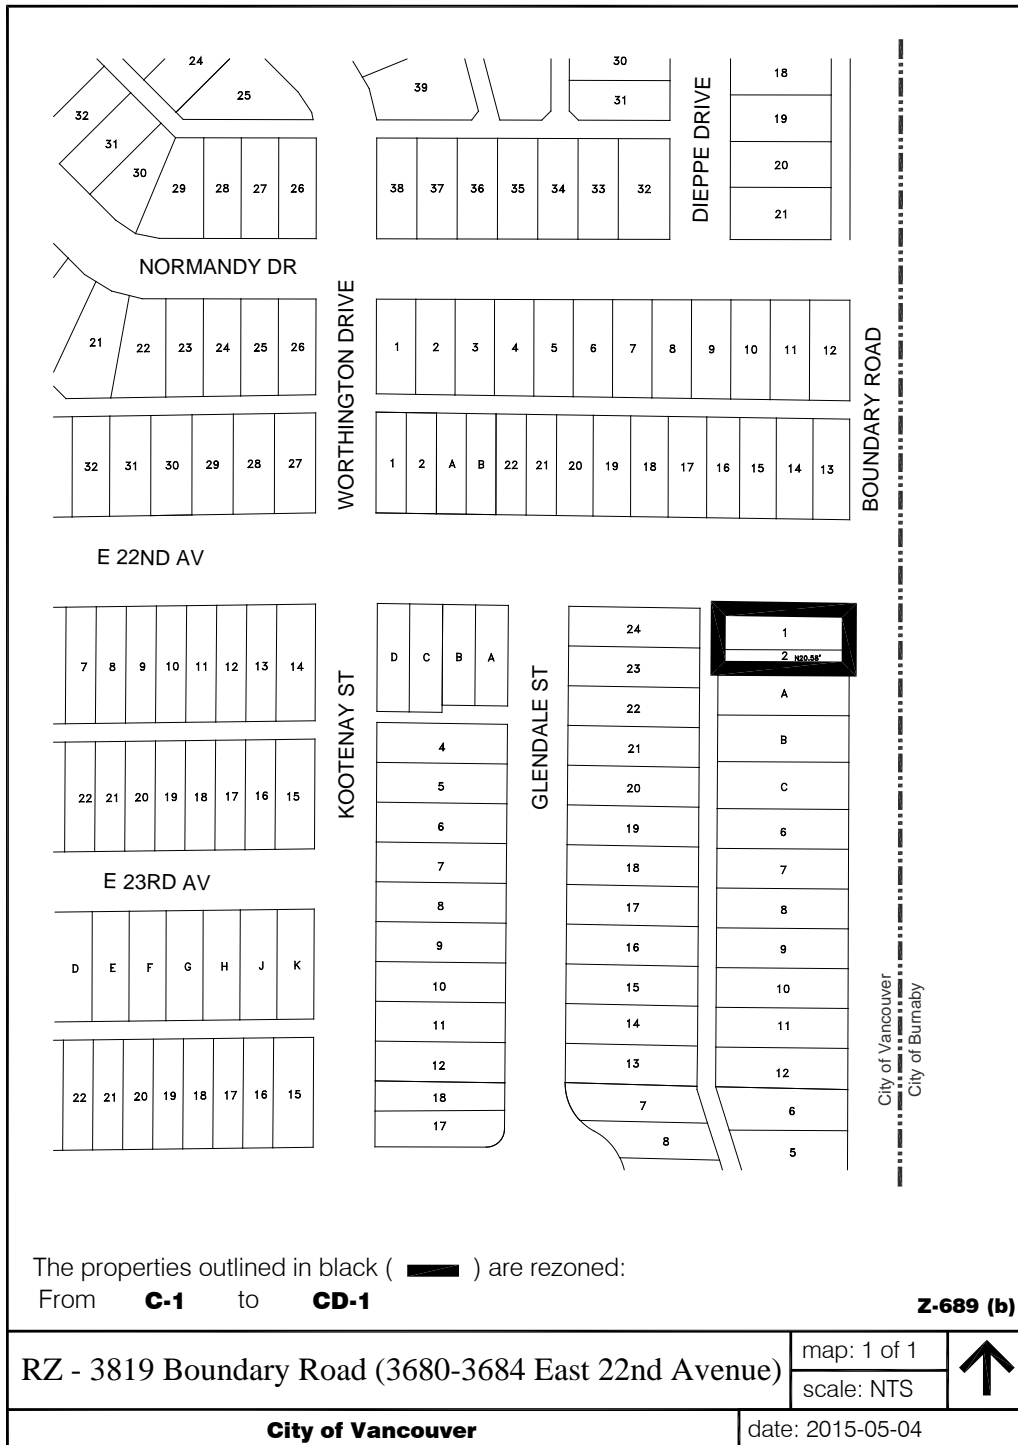 24
25
32
31
30
29
28
27
26
39
30
31
18
19
20
21
38 37 36 35 34 33 32
DIEPPE DRIVE
NORMANDY DR
21 22 23 24 25 26
WORTHINGTON DRIVE
1 2 3 4 5 6 7 8 9 10 11 12
BOUNDARY ROAD
32 31 30 29 28 27
1 2 A B 22 21 20 19 18 17 16 15 14 13
E 22ND AV
7 8 9 10 11 12 13 14
D C B A
24
23
22
21
20
19
18
17
16
15
14
13
7
8
1
2 N20.58'
A
B
C
6
7
8
9
10
11
12
6
5
KOOTENAY ST
GLENDALE ST
4
5
6
7
8
9
10
11
12
18
17
22 21 20 19 18 17 16 15
E 23RD AV
D E F G H J K
22 21 20 19 18 17 16 15
City of Vancouver
City of Burnaby
The properties outlined in black ( ) are rezoned:
From C-1 to CD-1
Z-689 (b)
RZ - 3819 Boundary Road (3680-3684 East 22nd Avenue)
map: 1 of 1
scale: NTS
City of Vancouver
date: 2015-05-04